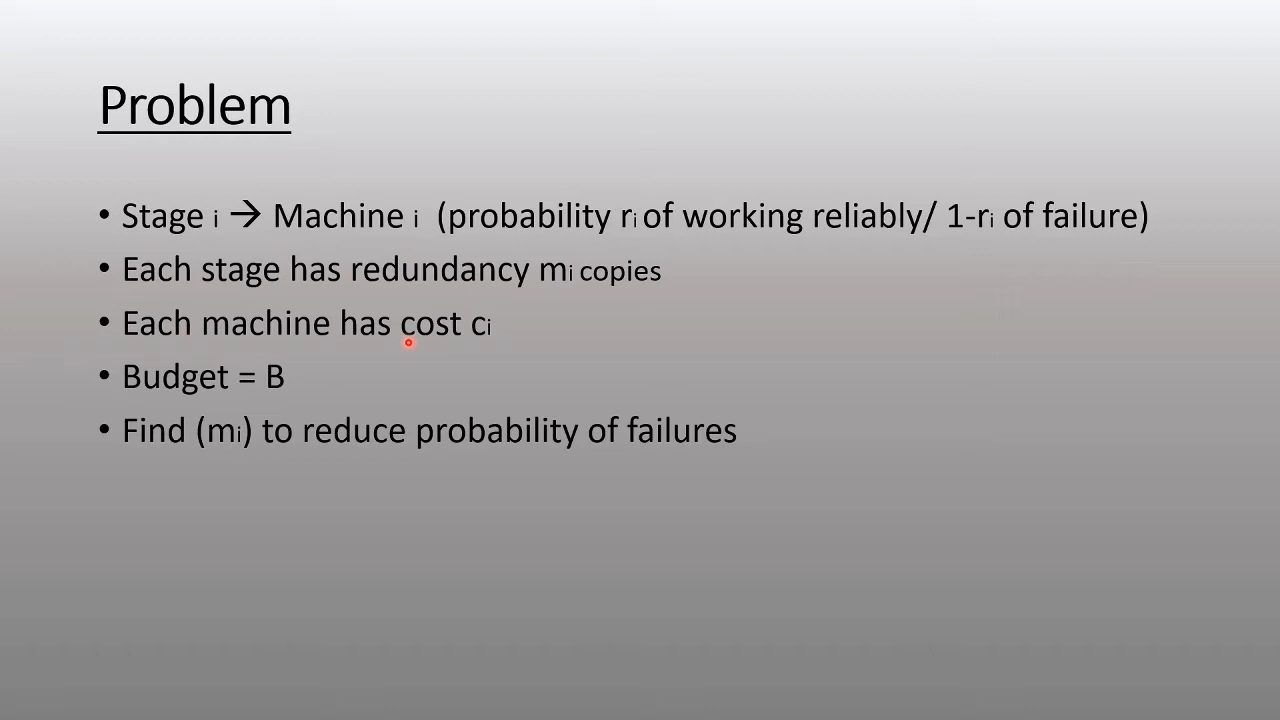 Problem
• Stage i → Machine i (probability ri of working reliably/ 1-ri of failure)
• Each stage has redundancy mi copies
• Each machine has cost ci
• Budget = B
• Find (mi) to reduce probability of failures